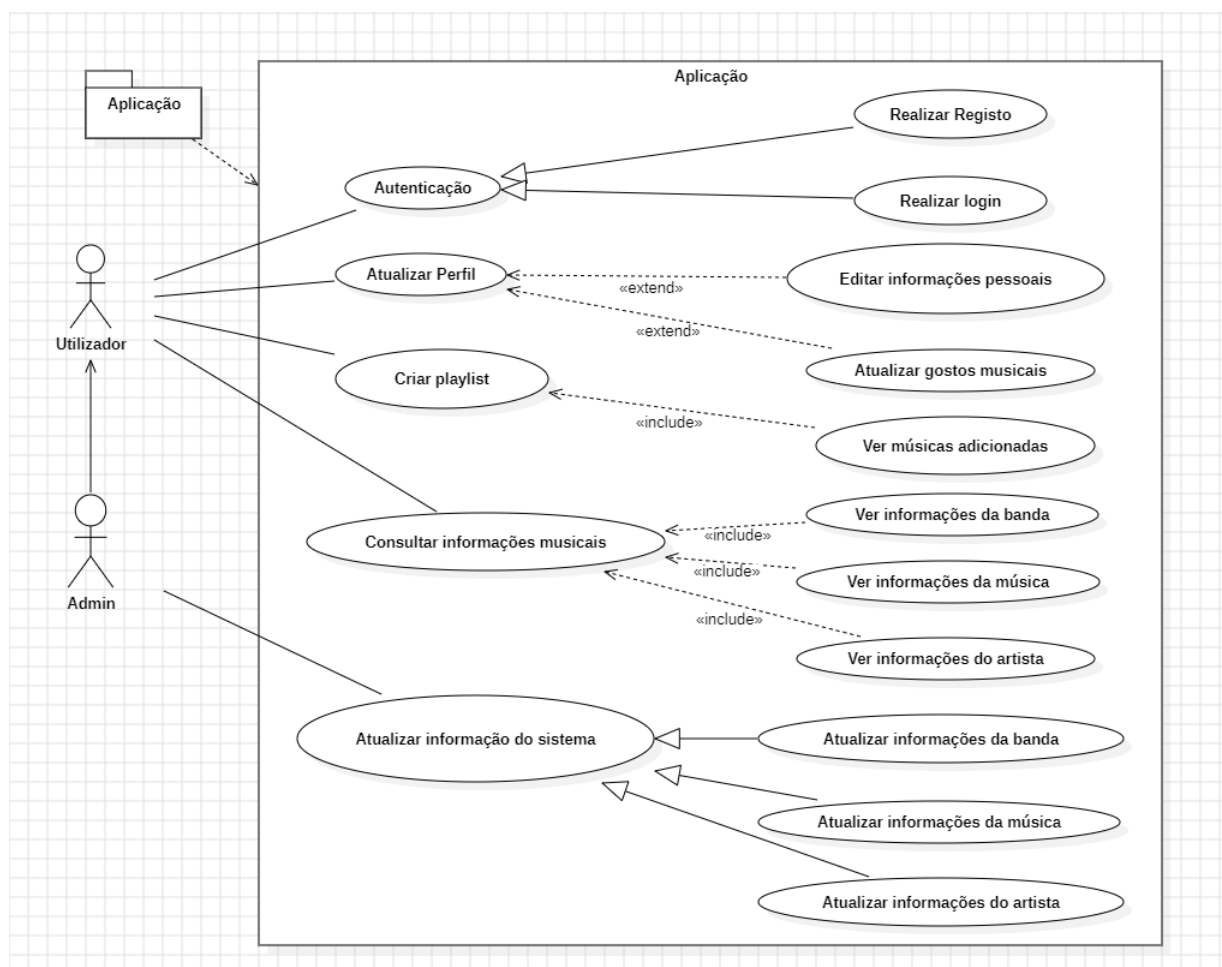 Aplicação
Aplicação
Realizar Registo
Autenticação
Realizar login
Atualizar Perfil
«extend»
Editar informações pessoais
Utilizador
«extend»
Criar playlist
Atualizar gostos musicais
«include»
Ver músicas adicionadas
Ver informações da banda
«include»
Consultar informações musicais
«include»
Ver informações da música
Admin
«include»
Ver informações do artista
Atualizar informação do sistema
Atualizar informações da banda
Atualizar informações da música
Atualizar informações do artista